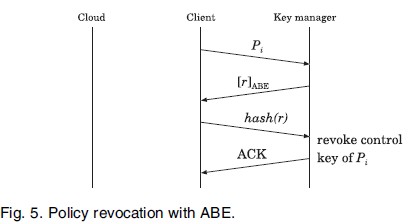 Cloud Client Key manager
P_i
[r]_ABE
hash(r)
revoke control
ACK key of P_i
Fig. 5. Policy revocation with ABE.